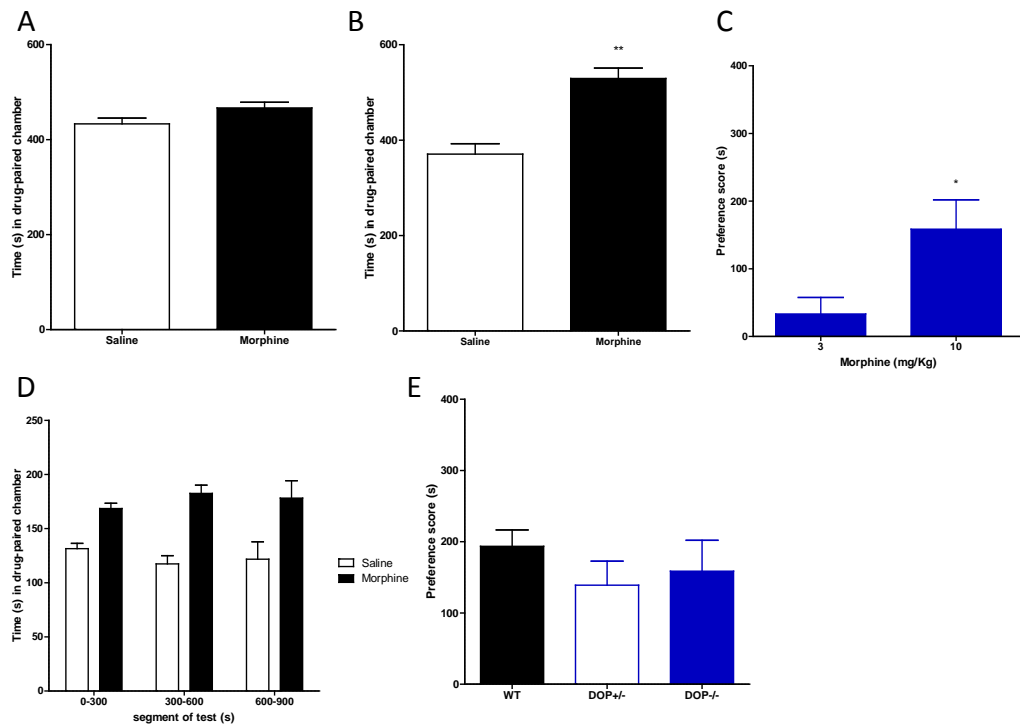 A
Time (s) in drug-paired chamber
600
400
200
0
Saline
Morphine
B
Time (s) in drug-paired chamber
600
400
200
0
**
Saline
Morphine
C
Preference score (s)
400
300
200
100
0
*
3
10
Morphine (mg/Kg)
D
Time (s) in drug-paired chamber
250
200
150
100
50
0
0-300
300-600
600-900
segment of test (s)
Saline
Morphine
E
Preference score (s)
400
300
200
100
0
WT
DOP+/-
DOP-/-